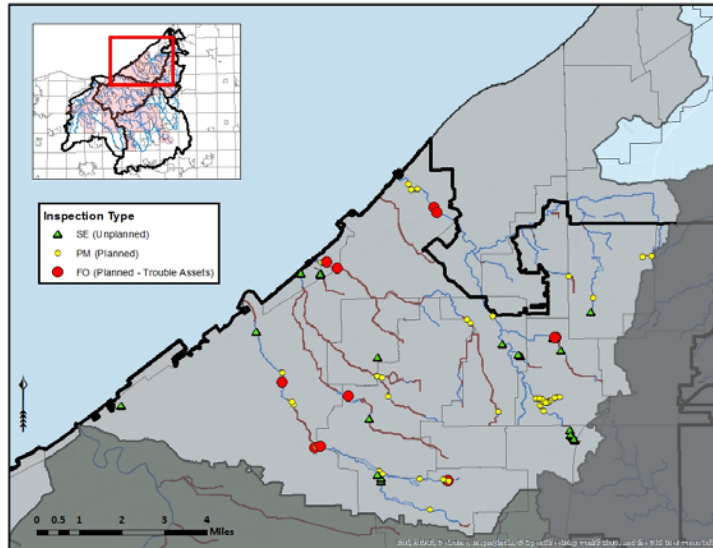 Inspection Type
SE (Unplanned)
PM (Planned)
FO (Planned - Trouble Assets)
0 0.5 1 2 3 4
Miles